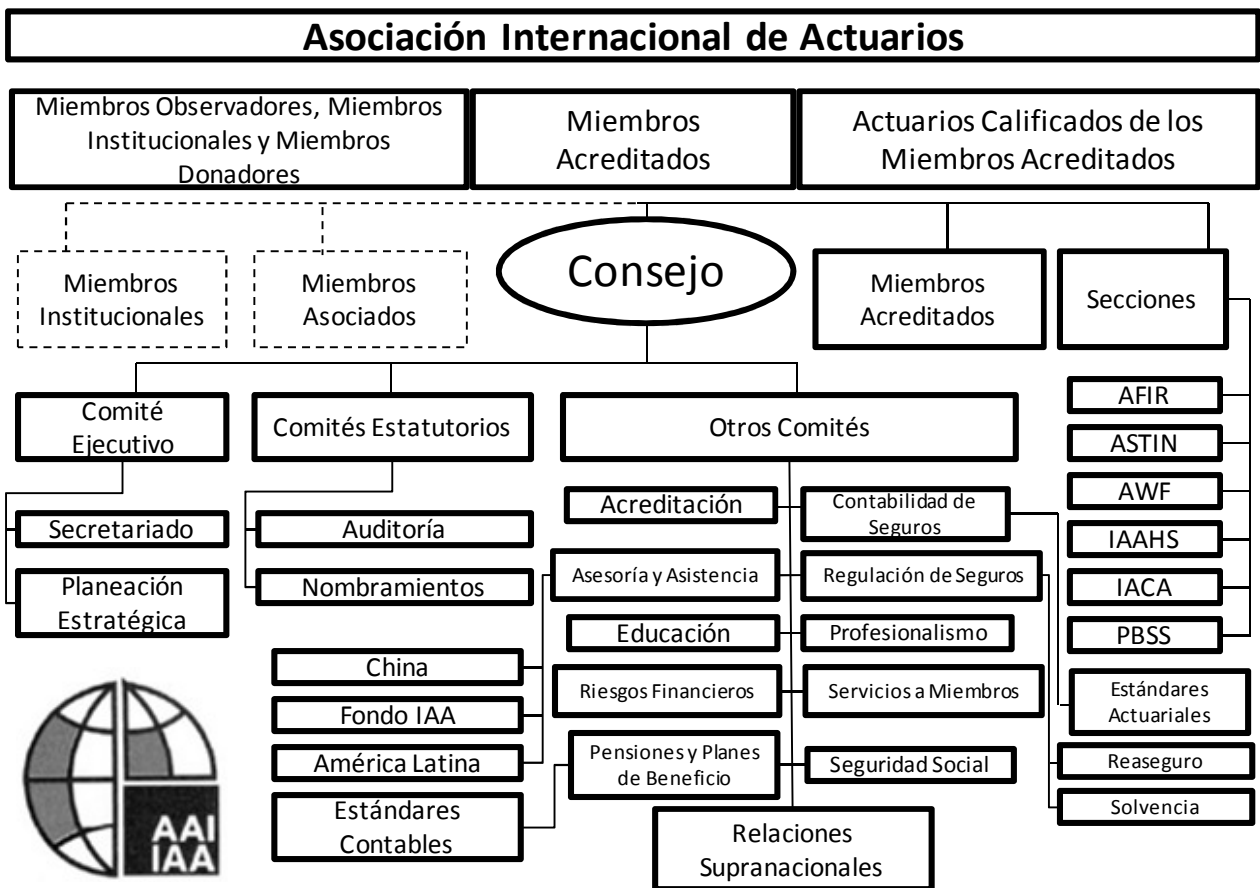 Asociación Internacional de Actuarios
Miembros Observadores, Miembros
Institucionales y Miembros
Donadores
Miembros
Acreditados
Actuarios Calificados de los
Miembros Acreditados
Miembros
Institucionales
Miembros
Asociados
Consejo
Miembros
Acreditados
Secciones
Comité
Ejecutivo
Comités Estatutorios
Otros Comités
AFIR
ASTIN
AWF
IAAHS
IACA
PBSS
Secretariado
Planeación
Estratégica
Auditoría
Nombramientos
Acreditación
Contabilidad de
Seguros
Asesoría y Asistencia
Regulación de Seguros
Educación
Profesionalismo
Riesgos Financieros
Servicios a Miembros
Pensiones y Planes
de Beneficio
Seguridad Social
Relaciones
Supranacionales
China
Fondo IAA
América Latina
Estándares
Contables
Estándares
Actuariales
Reaseguro
Solvencia
AAI
IAA